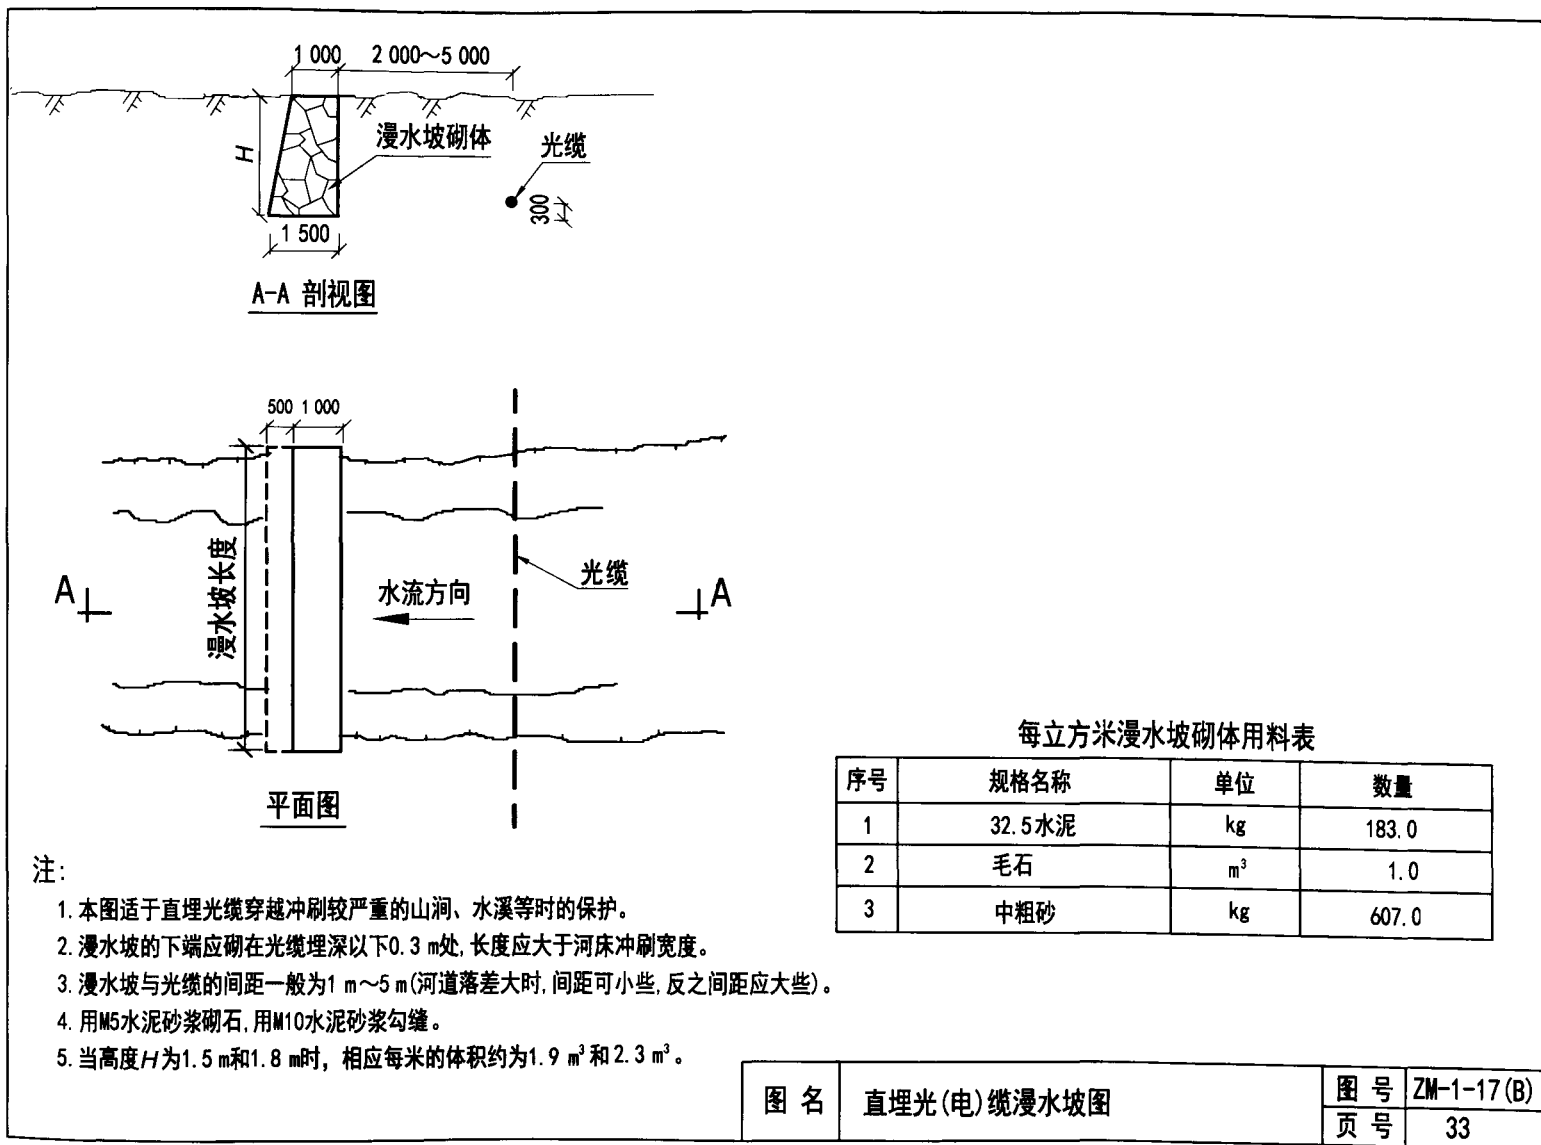 1 000
2 000～5 000
漫水坡砌体
光缆
H
300
1 500
A-A 剖视图
500 1 000
漫水坡长度
光缆
水流方向
A
A
平面图
每立方米漫水坡砌体用料表
序号 规格名称 单位 数量
1 32.5水泥 kg 183.0
2 毛石 m³ 1.0
3 中粗砂 kg 607.0
注:
1. 本图适于直埋光缆穿越冲刷较严重的山涧、水溪等时的保护。
2. 漫水坡的下端应砌在光缆埋深以下0.3 m处, 长度应大于河床冲刷宽度。
3. 漫水坡与光缆的间距一般为1 m～5 m(河道落差大时, 间距可小些, 反之间距应大些)。
4. 用M5水泥砂浆砌石, 用M10水泥砂浆勾缝。
5. 当高度H为1.5 m和1.8 m时, 相应每米的体积约为1.9 m³和2.3 m³。
图 名 直埋光(电)缆漫水坡图 图 号 ZM-1-17(B)
页 号 33